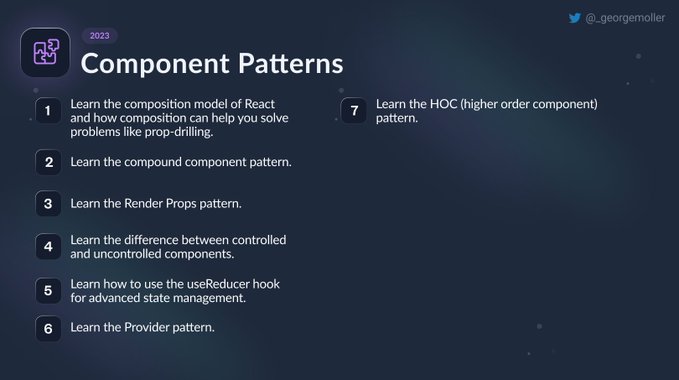 @_georgemoller
2023
Component Patterns
1
Learn the composition model of React
and how composition can help you solve
problems like prop-drilling.
2
Learn the compound component pattern.
3
Learn the Render Props pattern.
4
Learn the difference between controlled
and uncontrolled components.
5
Learn how to use the useReducer hook
for advanced state management.
6
Learn the Provider pattern.
7
Learn the HOC (higher order component)
pattern.